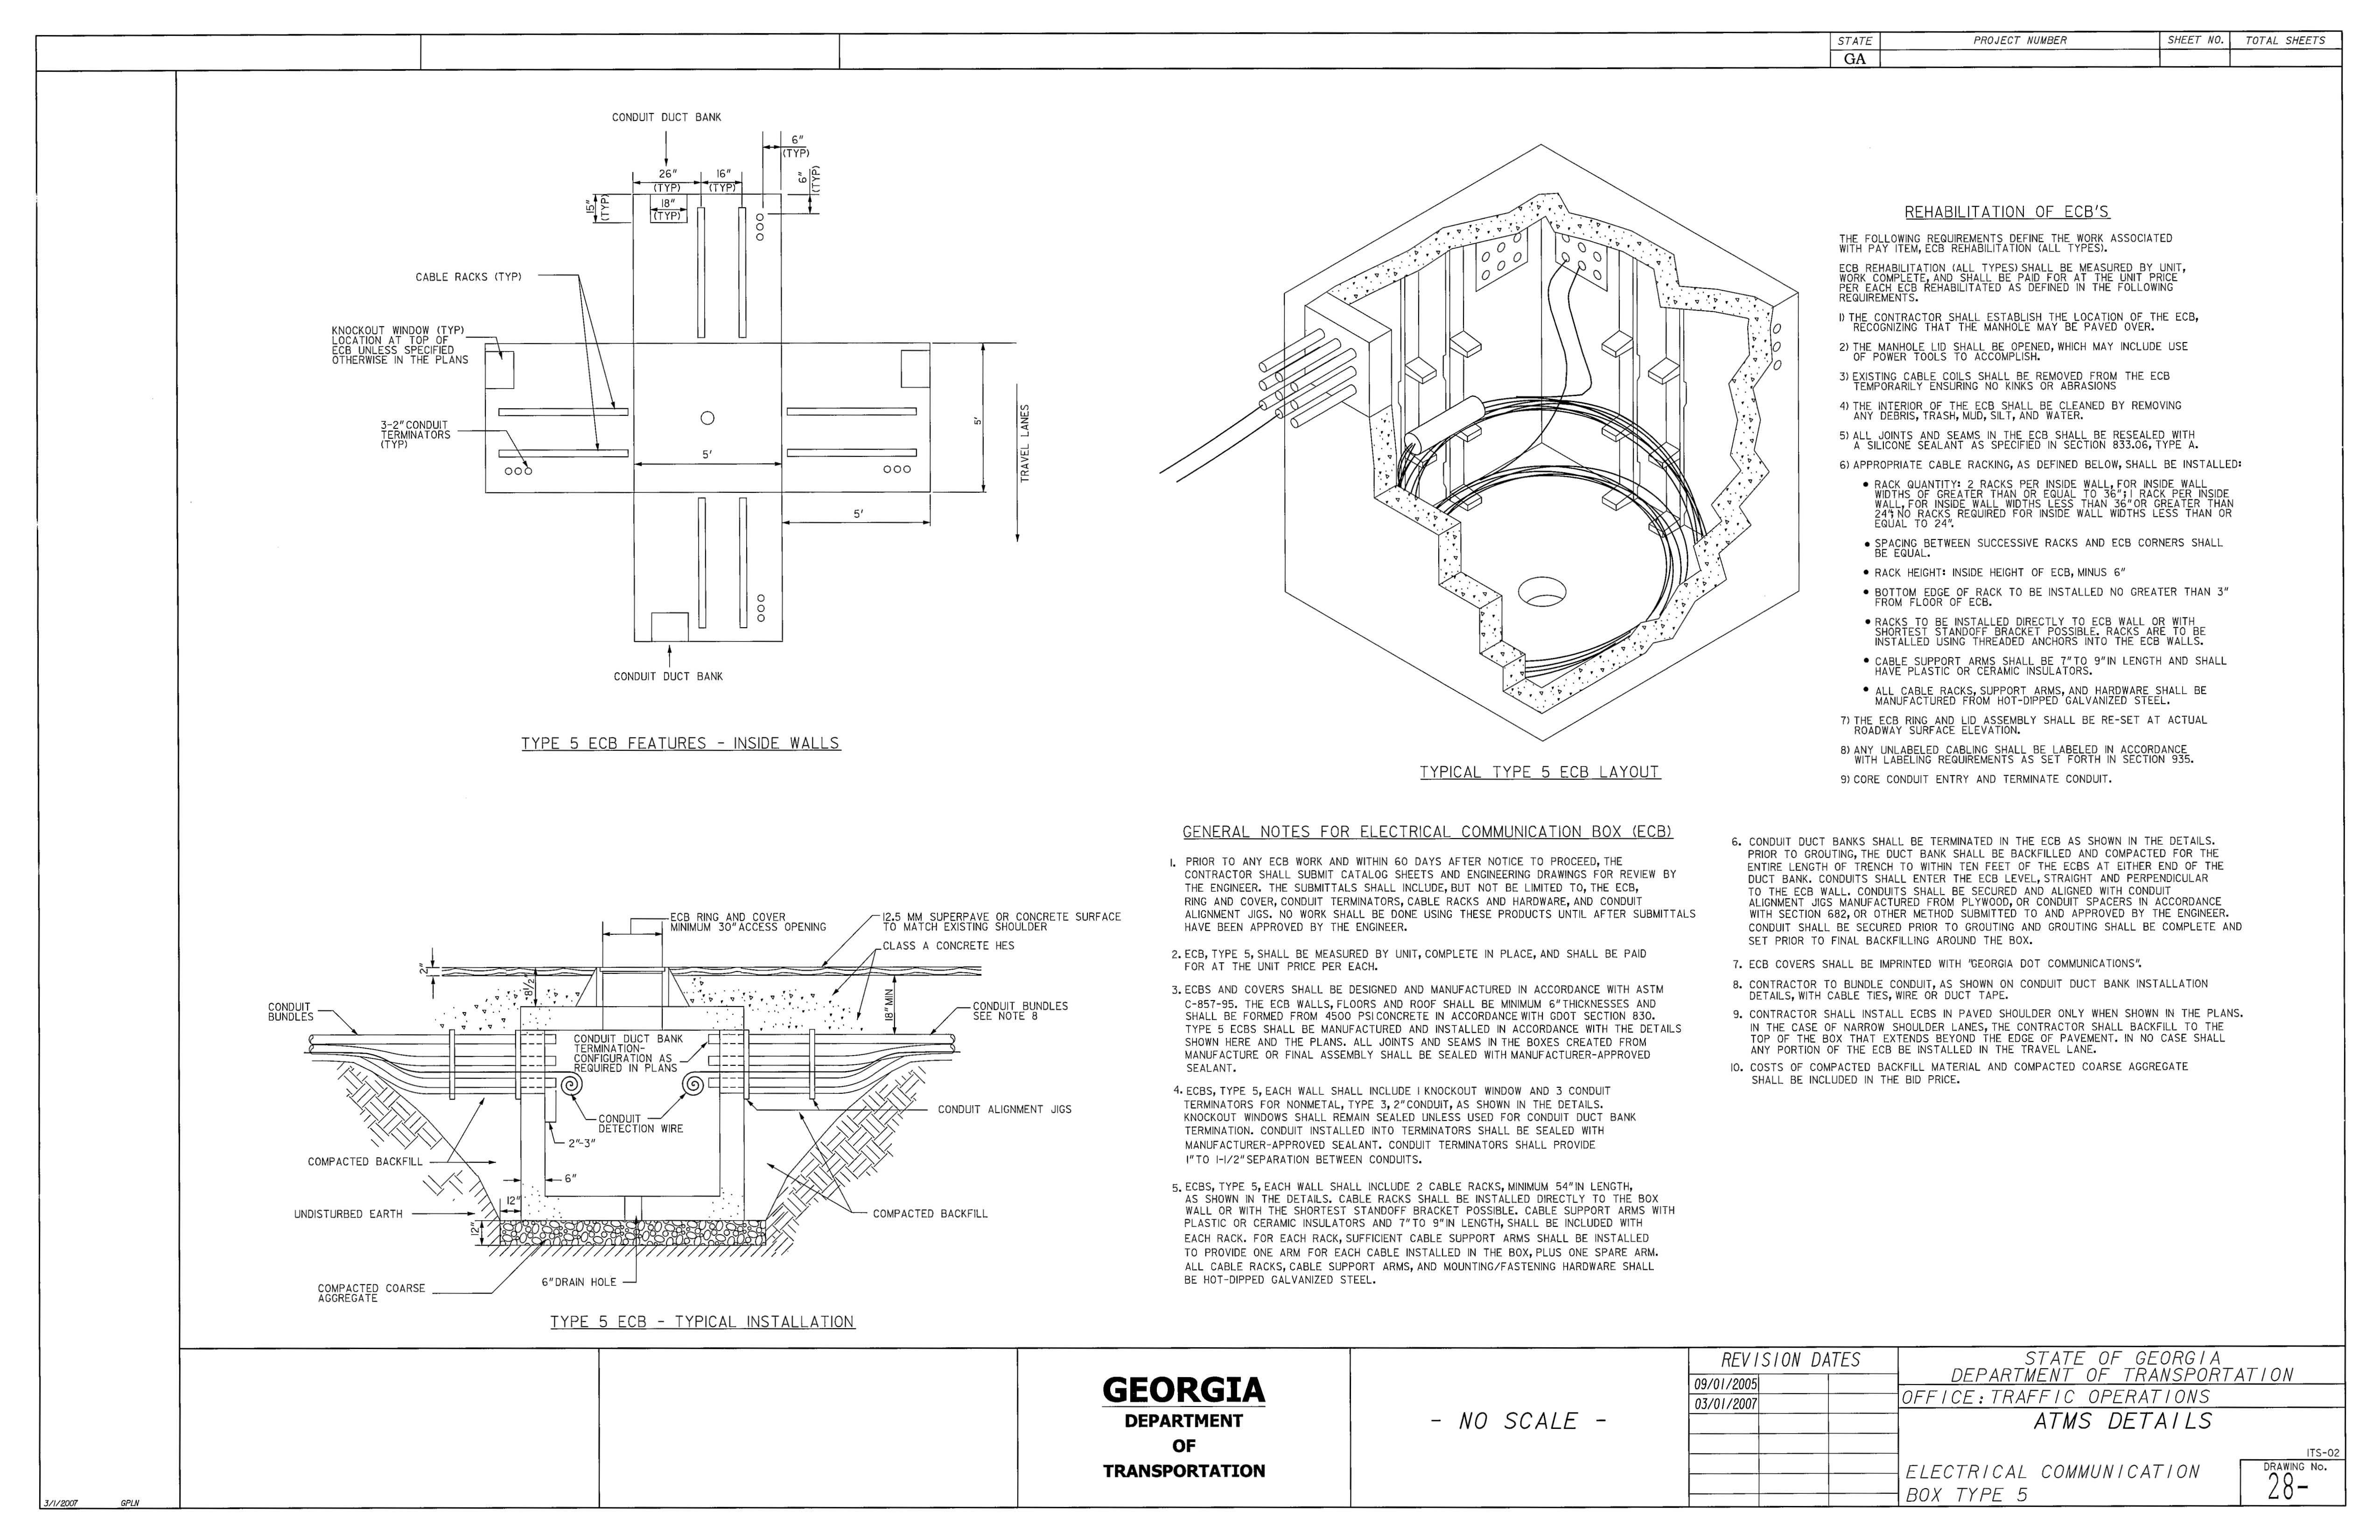 STATE
PROJECT NUMBER
SHEET NO.
TOTAL SHEETS
GA
CONDUIT DUCT BANK
6"
(TYP)
26"
(TYP)
16"
(TYP)
6"
(TYP)
15"
(TYP)
18"
(TYP)
CABLE RACKS (TYP)
KNOCKOUT WINDOW (TYP)
LOCATION AT TOP OF
ECB UNLESS SPECIFIED
OTHERWISE IN THE PLANS
3-2" CONDUIT
TERMINATORS
(TYP)
5'
5'
5'
TRAVEL LANES
CONDUIT DUCT BANK
TYPE 5 ECB FEATURES - INSIDE WALLS
TYPICAL TYPE 5 ECB LAYOUT
REHABILITATION OF ECB'S
THE FOLLOWING REQUIREMENTS DEFINE THE WORK ASSOCIATED
WITH PAY ITEM, ECB REHABILITATION (ALL TYPES).
ECB REHABILITATION (ALL TYPES) SHALL BE MEASURED BY UNIT,
WORK COMPLETE, AND SHALL BE PAID FOR AT THE UNIT PRICE
PER EACH ECB REHABILITATED AS DEFINED IN THE FOLLOWING
REQUIREMENTS.
1) THE CONTRACTOR SHALL ESTABLISH THE LOCATION OF THE ECB,
RECOGNIZING THAT THE MANHOLE MAY BE PAVED OVER.
2) THE MANHOLE LID SHALL BE OPENED, WHICH MAY INCLUDE USE
OF POWER TOOLS TO ACCOMPLISH.
3) EXISTING CABLE COILS SHALL BE REMOVED FROM THE ECB
TEMPORARILY ENSURING NO KINKS OR ABRASIONS
4) THE INTERIOR OF THE ECB SHALL BE CLEANED BY REMOVING
ANY DEBRIS, TRASH, MUD, SILT, AND WATER.
5) ALL JOINTS AND SEAMS IN THE ECB SHALL BE RESEALED WITH
A SILICONE SEALANT AS SPECIFIED IN SECTION 833.06, TYPE A.
6) APPROPRIATE CABLE RACKING, AS DEFINED BELOW, SHALL BE INSTALLED:
• RACK QUANTITY: 2 RACKS PER INSIDE WALL, FOR INSIDE WALL
WIDTHS OF GREATER THAN OR EQUAL TO 36"; 1 RACK PER INSIDE
WALL, FOR INSIDE WALL WIDTHS LESS THAN 36" OR GREATER THAN
24"; NO RACKS REQUIRED FOR INSIDE WALL WIDTHS LESS THAN OR
EQUAL TO 24".
• SPACING BETWEEN SUCCESSIVE RACKS AND ECB CORNERS SHALL
BE EQUAL.
• RACK HEIGHT: INSIDE HEIGHT OF ECB, MINUS 6"
• BOTTOM EDGE OF RACK TO BE INSTALLED NO GREATER THAN 3"
FROM FLOOR OF ECB.
• RACKS TO BE INSTALLED DIRECTLY TO ECB WALL OR WITH
SHORTEST STANDOFF BRACKET POSSIBLE. RACKS ARE TO BE
INSTALLED USING THREADED ANCHORS INTO THE ECB WALLS.
• CABLE SUPPORT ARMS SHALL BE 7" TO 9" IN LENGTH AND SHALL
HAVE PLASTIC OR CERAMIC INSULATORS.
• ALL CABLE RACKS, SUPPORT ARMS, AND HARDWARE SHALL BE
MANUFACTURED FROM HOT-DIPPED GALVANIZED STEEL.
7) THE ECB RING AND LID ASSEMBLY SHALL BE RE-SET AT ACTUAL
ROADWAY SURFACE ELEVATION.
8) ANY UNLABELED CABLING SHALL BE LABELED IN ACCORDANCE
WITH LABELING REQUIREMENTS AS SET FORTH IN SECTION 935.
9) CORE CONDUIT ENTRY AND TERMINATE CONDUIT.
ECB RING AND COVER
MINIMUM 30" ACCESS OPENING
12.5 MM SUPERPAVE OR CONCRETE SURFACE
TO MATCH EXISTING SHOULDER
CLASS A CONCRETE HES
2"
8½"
18" MIN
CONDUIT
BUNDLES
CONDUIT BUNDLES
SEE NOTE 8
CONDUIT DUCT BANK
TERMINATION-
CONFIGURATION AS
REQUIRED IN PLANS
CONDUIT ALIGNMENT JIGS
CONDUIT
DETECTION WIRE
2"-3"
COMPACTED BACKFILL
6"
12"
UNDISTURBED EARTH
COMPACTED BACKFILL
12"
COMPACTED COARSE
AGGREGATE
6" DRAIN HOLE
TYPE 5 ECB - TYPICAL INSTALLATION
GENERAL NOTES FOR ELECTRICAL COMMUNICATION BOX (ECB)
1. PRIOR TO ANY ECB WORK AND WITHIN 60 DAYS AFTER NOTICE TO PROCEED, THE
CONTRACTOR SHALL SUBMIT CATALOG SHEETS AND ENGINEERING DRAWINGS FOR REVIEW BY
THE ENGINEER. THE SUBMITTALS SHALL INCLUDE, BUT NOT BE LIMITED TO, THE ECB,
RING AND COVER, CONDUIT TERMINATORS, CABLE RACKS AND HARDWARE, AND CONDUIT
ALIGNMENT JIGS. NO WORK SHALL BE DONE USING THESE PRODUCTS UNTIL AFTER SUBMITTALS
HAVE BEEN APPROVED BY THE ENGINEER.
2. ECB, TYPE 5, SHALL BE MEASURED BY UNIT, COMPLETE IN PLACE, AND SHALL BE PAID
FOR AT THE UNIT PRICE PER EACH.
3. ECBS AND COVERS SHALL BE DESIGNED AND MANUFACTURED IN ACCORDANCE WITH ASTM
C-857-95. THE ECB WALLS, FLOORS AND ROOF SHALL BE MINIMUM 6" THICKNESSES AND
SHALL BE FORMED FROM 4500 PSI CONCRETE IN ACCORDANCE WITH GDOT SECTION 830.
TYPE 5 ECBS SHALL BE MANUFACTURED AND INSTALLED IN ACCORDANCE WITH THE DETAILS
SHOWN HERE AND THE PLANS. ALL JOINTS AND SEAMS IN THE BOXES CREATED FROM
MANUFACTURE OR FINAL ASSEMBLY SHALL BE SEALED WITH MANUFACTURER-APPROVED
SEALANT.
4. ECBS, TYPE 5, EACH WALL SHALL INCLUDE 1 KNOCKOUT WINDOW AND 3 CONDUIT
TERMINATORS FOR NONMETAL, TYPE 3, 2" CONDUIT, AS SHOWN IN THE DETAILS.
KNOCKOUT WINDOWS SHALL REMAIN SEALED UNLESS USED FOR CONDUIT DUCT BANK
TERMINATION. CONDUIT INSTALLED INTO TERMINATORS SHALL BE SEALED WITH
MANUFACTURER-APPROVED SEALANT. CONDUIT TERMINATORS SHALL PROVIDE
1" TO 1-1/2" SEPARATION BETWEEN CONDUITS.
5. ECBS, TYPE 5, EACH WALL SHALL INCLUDE 2 CABLE RACKS, MINIMUM 54" IN LENGTH,
AS SHOWN IN THE DETAILS. CABLE RACKS SHALL BE INSTALLED DIRECTLY TO THE BOX
WALL OR WITH THE SHORTEST STANDOFF BRACKET POSSIBLE. CABLE SUPPORT ARMS WITH
PLASTIC OR CERAMIC INSULATORS AND 7" TO 9" IN LENGTH, SHALL BE INCLUDED WITH
EACH RACK. FOR EACH RACK, SUFFICIENT CABLE SUPPORT ARMS SHALL BE INSTALLED
TO PROVIDE ONE ARM FOR EACH CABLE INSTALLED IN THE BOX, PLUS ONE SPARE ARM.
ALL CABLE RACKS, CABLE SUPPORT ARMS, AND MOUNTING/FASTENING HARDWARE SHALL
BE HOT-DIPPED GALVANIZED STEEL.
6. CONDUIT DUCT BANKS SHALL BE TERMINATED IN THE ECB AS SHOWN IN THE DETAILS.
PRIOR TO GROUTING, THE DUCT BANK SHALL BE BACKFILLED AND COMPACTED FOR THE
ENTIRE LENGTH OF TRENCH TO WITHIN TEN FEET OF THE ECBS AT EITHER END OF THE
DUCT BANK. CONDUITS SHALL ENTER THE ECB LEVEL, STRAIGHT AND PERPENDICULAR
TO THE ECB WALL. CONDUITS SHALL BE SECURED AND ALIGNED WITH CONDUIT
ALIGNMENT JIGS MANUFACTURED FROM PLYWOOD, OR CONDUIT SPACERS IN ACCORDANCE
WITH SECTION 682, OR OTHER METHOD SUBMITTED TO AND APPROVED BY THE ENGINEER.
CONDUIT SHALL BE SECURED PRIOR TO GROUTING AND GROUTING SHALL BE COMPLETE AND
SET PRIOR TO FINAL BACKFILLING AROUND THE BOX.
7. ECB COVERS SHALL BE IMPRINTED WITH "GEORGIA DOT COMMUNICATIONS".
8. CONTRACTOR TO BUNDLE CONDUIT, AS SHOWN ON CONDUIT DUCT BANK INSTALLATION
DETAILS, WITH CABLE TIES, WIRE OR DUCT TAPE.
9. CONTRACTOR SHALL INSTALL ECBS IN PAVED SHOULDER ONLY WHEN SHOWN IN THE PLANS.
IN THE CASE OF NARROW SHOULDER LANES, THE CONTRACTOR SHALL BACKFILL TO THE
TOP OF THE BOX THAT EXTENDS BEYOND THE EDGE OF PAVEMENT. IN NO CASE SHALL
ANY PORTION OF THE ECB BE INSTALLED IN THE TRAVEL LANE.
10. COSTS OF COMPACTED BACKFILL MATERIAL AND COMPACTED COARSE AGGREGATE
SHALL BE INCLUDED IN THE BID PRICE.
GEORGIA
DEPARTMENT
OF
TRANSPORTATION
- NO SCALE -
REVISION DATES
09/01/2005
03/01/2007
STATE OF GEORGIA
DEPARTMENT OF TRANSPORTATION
OFFICE: TRAFFIC OPERATIONS
ATMS DETAILS
ITS-02
ELECTRICAL COMMUNICATION
BOX TYPE 5
DRAWING No.
28-
3/1/2007
GPLN